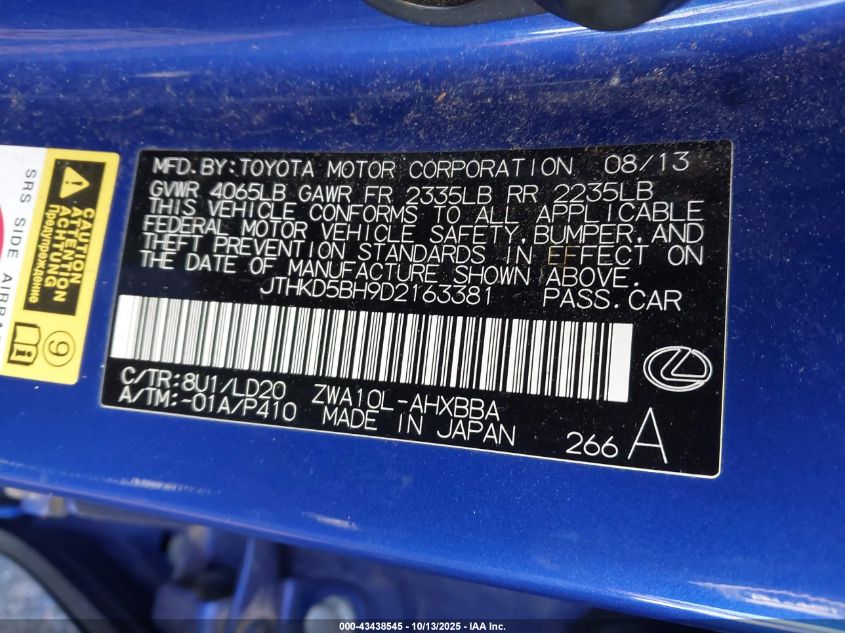 MFD.BY:TOYOTA MOTOR CORPORATION 08/13
GVWR 4065LB GAWR FR 2335LB RR 2235LB
THIS VEHICLE CONFORMS TO ALL APPLICABLE
FEDERAL MOTOR VEHICLE SAFETY,BUMPER,AND
THEFT PREVENTION STANDARDS IN EFFECT ON
THE DATE OF MANUFACTURE SHOWN ABOVE.
JTHKD5BH9D2163381 PASS.CAR
C/TR:8U1/LD20 ZWA10L-AHXBBA
A/TM:-01A/P410 MADE IN JAPAN
266 A
CAUTION
ATTENTION
ACHTUNG
Предупреждение
9
SRS SIDE AIRBAG
000-43438545 - 10/13/2025 - IAA Inc.